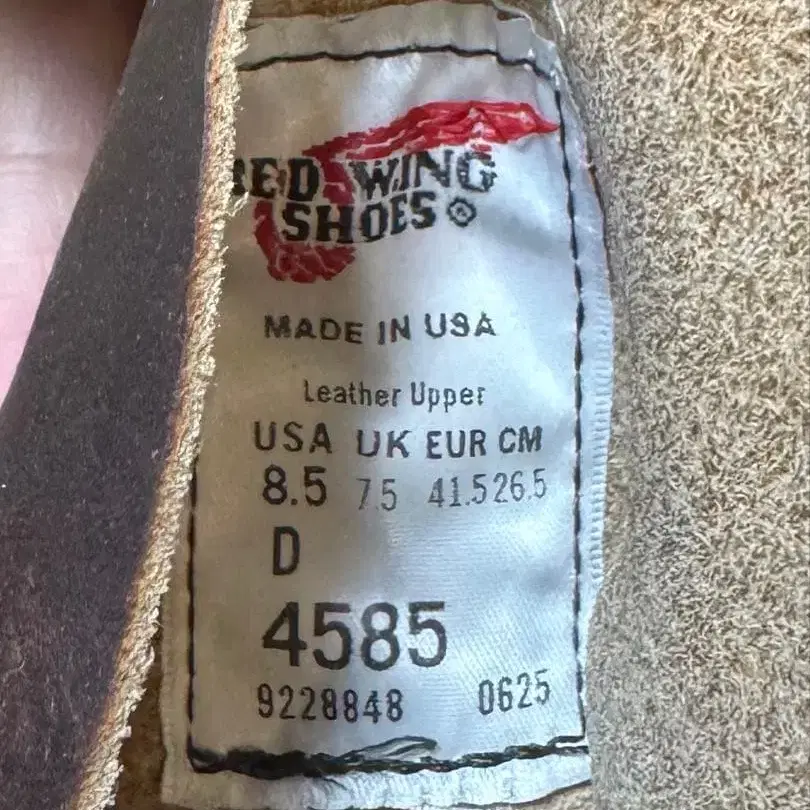 RED WING
SHOES ®
MADE IN USA
Leather Upper
USA UK EUR CM
8.5 7.5 41.5 26.5
D
4585
9228848 0625